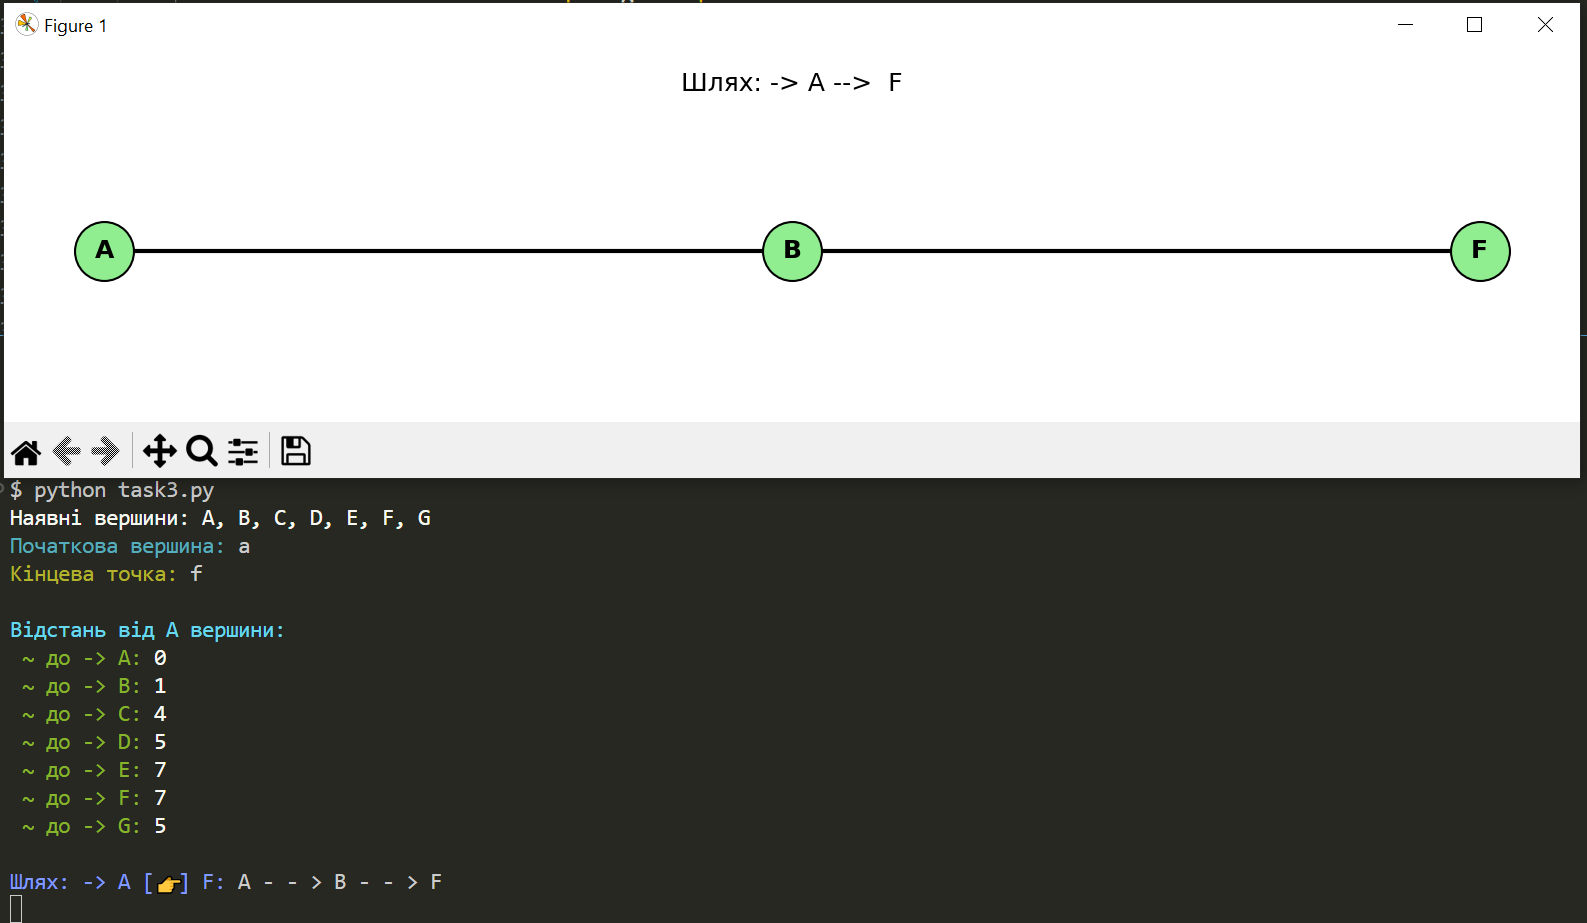 Figure 1
Шлях: -> A -->  F
A B F
$ python task3.py
Наявні вершини: A, B, C, D, E, F, G
Початкова вершина: a
Кінцева точка: f
Відстань від A вершини:
~ до -> A: 0
~ до -> B: 1
~ до -> C: 4
~ до -> D: 5
~ до -> E: 7
~ до -> F: 7
~ до -> G: 5
Шлях: -> A [👉] F: A - - > B - - > F